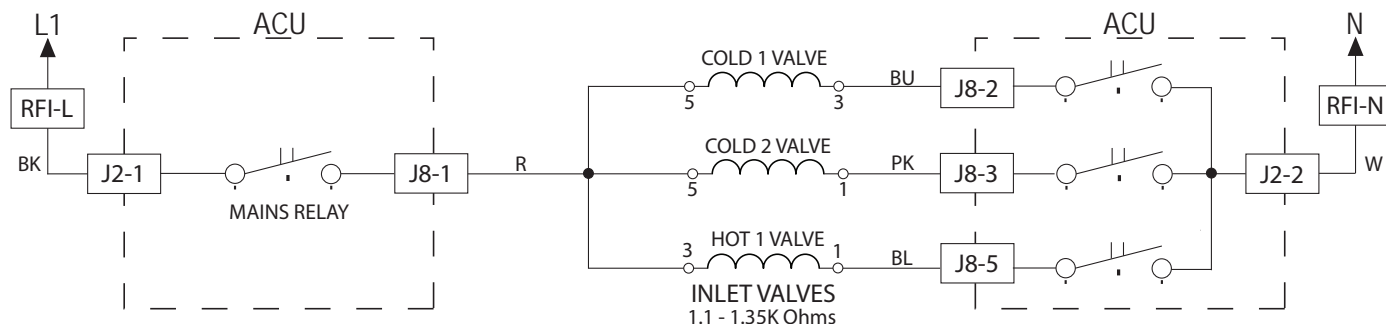 L1
ACU
ACU
N
RFI-L
RFI-N
BK
J2-1
MAINS RELAY
J8-1
R
COLD 1 VALVE
5
3
BU
J8-2
COLD 2 VALVE
5
1
PK
J8-3
J2-2
W
HOT 1 VALVE
3
1
BL
J8-5
INLET VALVES
1.1 - 1.35K Ohms